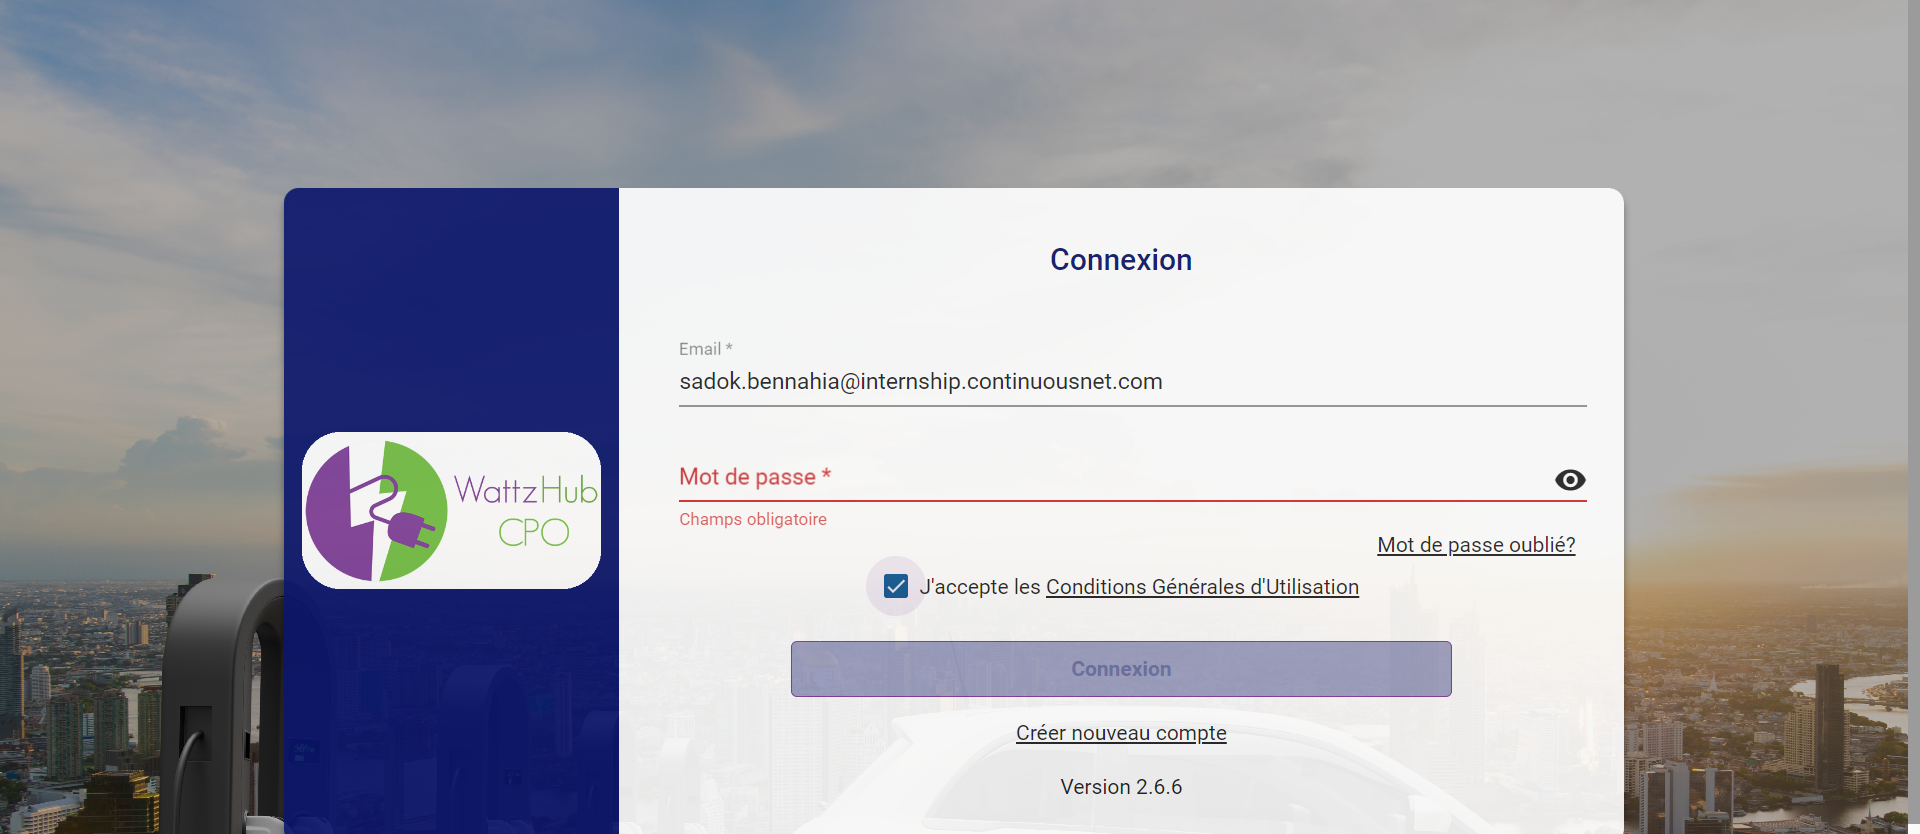 Connexion
Email *
sadok.bennahia@internship.continuousnet.com
WattzHub
CPO
Mot de passe *
Champs obligatoire
Mot de passe oublié?
J'accepte les Conditions Générales d'Utilisation
Connexion
Créer nouveau compte
Version 2.6.6